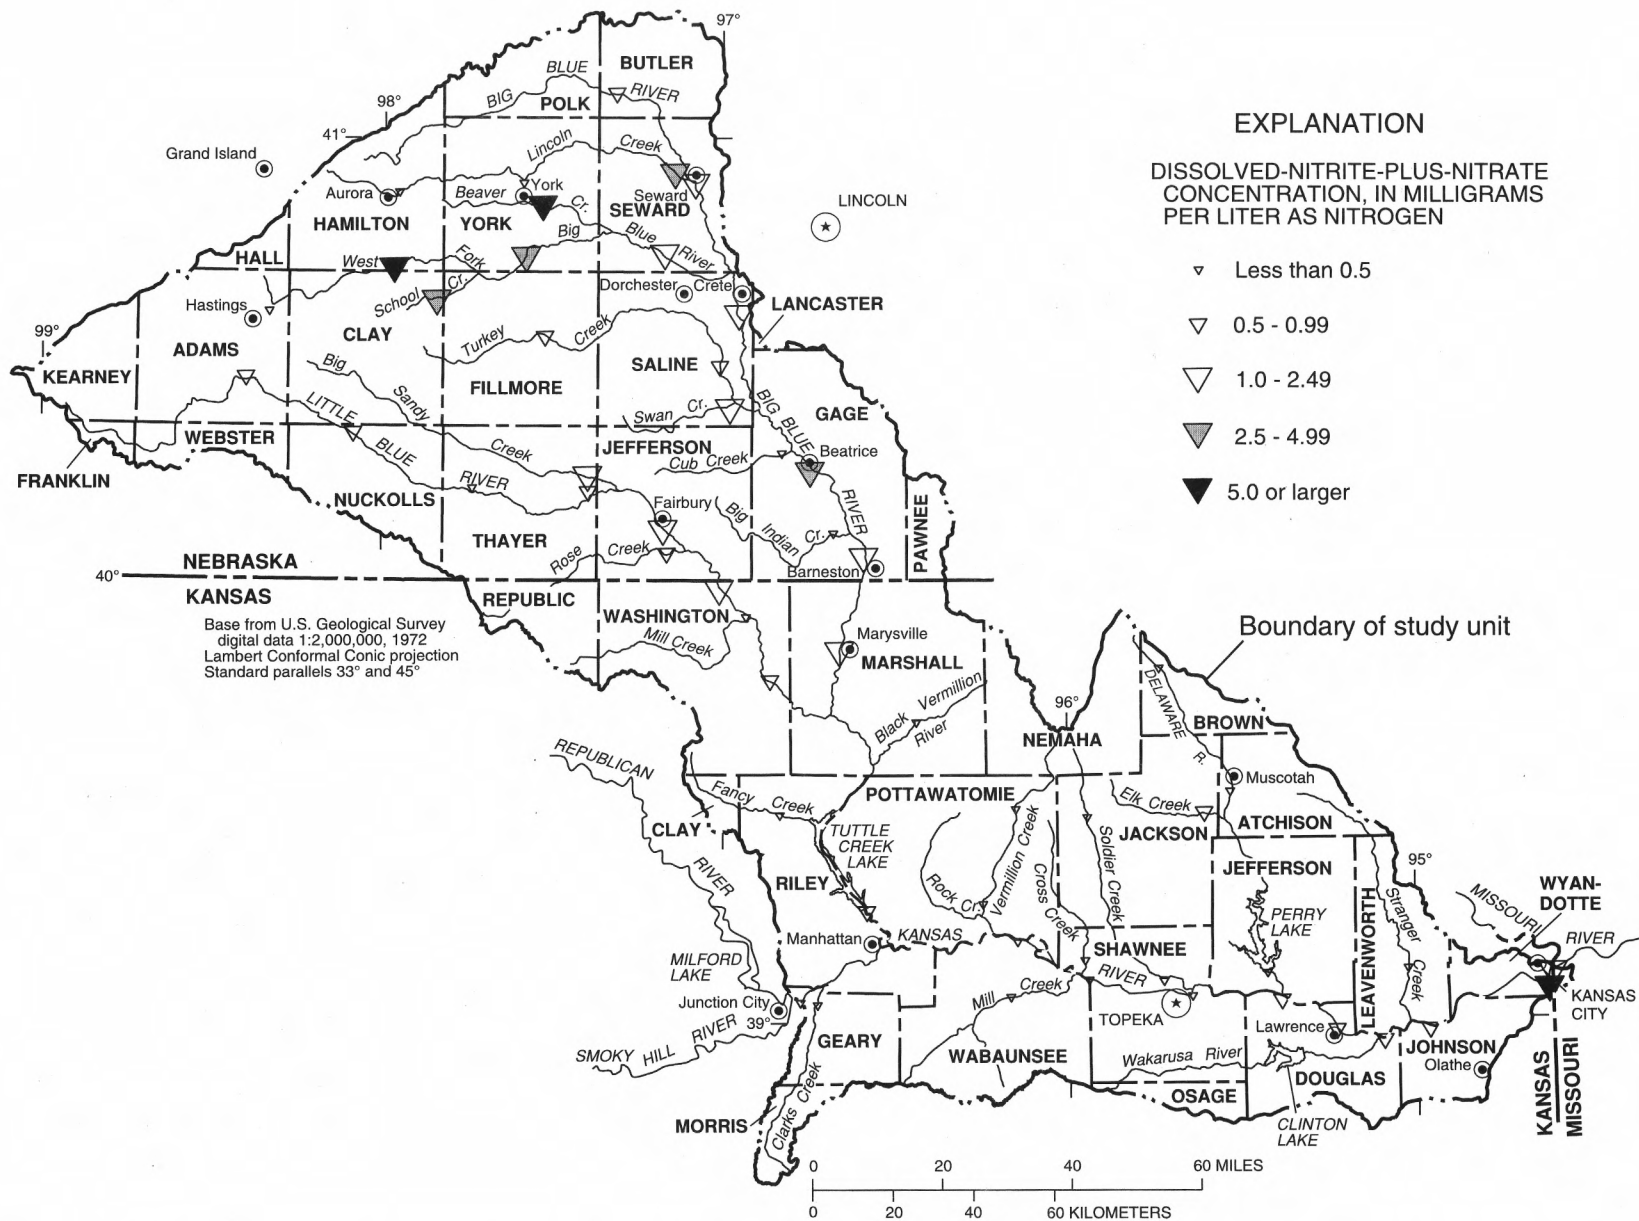 97°
BUTLER
BLUE
BIG
RIVER
POLK
98°
41°
Grand Island
Lincoln
Creek
Aurora
Beaver
York
Cr.
Seward
SEWARD
LINCOLN
HAMILTON
YORK
Big
Blue
River
HALL
West
Fork
School
Cr.
Dorchester
Crete
LANCASTER
Hastings
99°
ADAMS
CLAY
Turkey
Creek
SALINE
KEARNEY
Big
Sandy
FILLMORE
LITTLE
Swan
Cr.
BIG
BLUE
GAGE
WEBSTER
BLUE
Creek
JEFFERSON
Cub Creek
Beatrice
FRANKLIN
RIVER
NUCKOLLS
Fairbury
Big
Indian
Cr.
RIVER
PAWNEE
THAYER
Rose
Creek
Barneston
NEBRASKA
40°
KANSAS
REPUBLIC
WASHINGTON
Mill Creek
Base from U.S. Geological Survey
digital data 1:2,000,000, 1972
Lambert Conformal Conic projection
Standard parallels 33° and 45°
Marysville
MARSHALL
Black
Vermillion
River
96°
NEMAHA
DELAWARE
R.
BROWN
Boundary of study unit
REPUBLICAN
RIVER
Muscotah
Fancy
Creek
POTTAWATOMIE
Elk Creek
CLAY
TUTTLE
CREEK
LAKE
JACKSON
ATCHISON
RILEY
Rock Cr.
Vermillion Creek
Cross
Creek
Soldier Creek
JEFFERSON
95°
WYAN-
DOTTE
MISSOURI
RIVER
LEAVENWORTH
Stranger
Creek
PERRY
LAKE
Manhattan
KANSAS
SHAWNEE
MILFORD
LAKE
RIVER
Mill
Creek
Junction City
39°
TOPEKA
KANSAS
CITY
SMOKY
HILL
RIVER
GEARY
WABAUNSEE
Lawrence
Wakarusa
River
JOHNSON
Olathe
DOUGLAS
OSAGE
MORRIS
Clarks
Creek
CLINTON
LAKE
KANSAS
MISSOURI
0
20
40
60 MILES
0
20
40
60 KILOMETERS
EXPLANATION
DISSOLVED-NITRITE-PLUS-NITRATE
CONCENTRATION, IN MILLIGRAMS
PER LITER AS NITROGEN
Less than 0.5
0.5 - 0.99
1.0 - 2.49
2.5 - 4.99
5.0 or larger